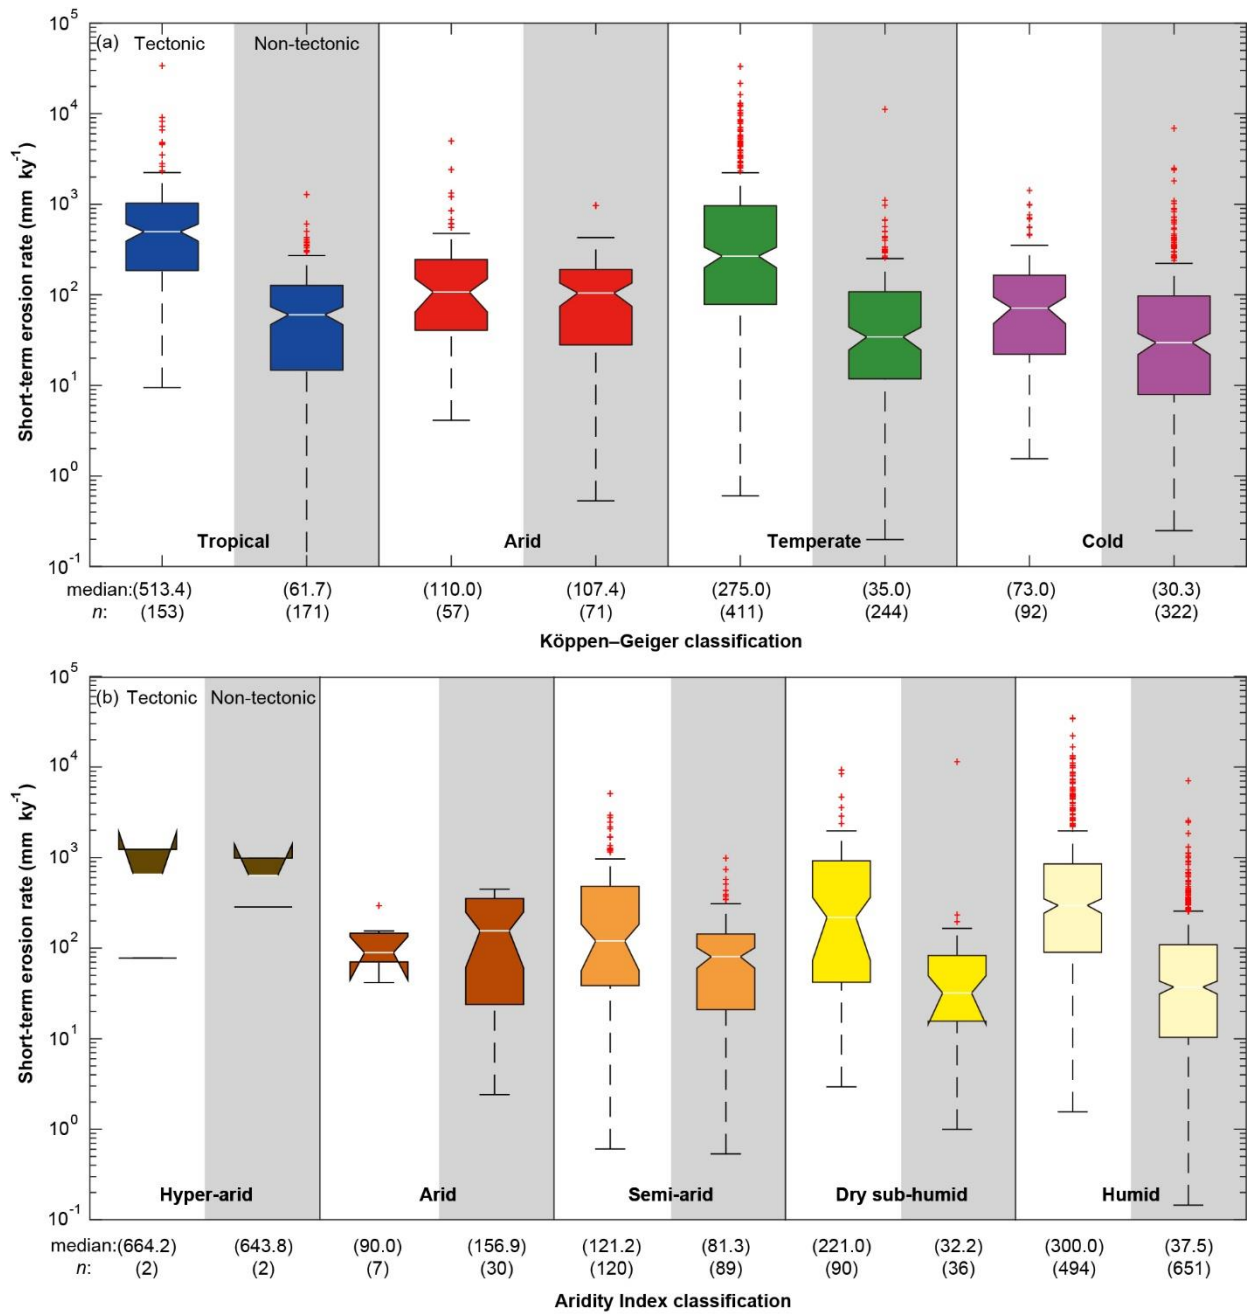 10^5
(a) Tectonic Non-tectonic
10^4
10^3
10^2
10^1
10^0
10^-1
Short-term erosion rate (mm ky^-1)
Tropical Arid Temperate Cold
median:(513.4) (61.7) (110.0) (107.4) (275.0) (35.0) (73.0) (30.3)
n: (153) (171) (57) (71) (411) (244) (92) (322)
Köppen–Geiger classification
10^5
(b) Tectonic Non-tectonic
10^4
10^3
10^2
10^1
10^0
10^-1
Short-term erosion rate (mm ky^-1)
Hyper-arid Arid Semi-arid Dry sub-humid Humid
median:(664.2) (643.8) (90.0) (156.9) (121.2) (81.3) (221.0) (32.2) (300.0) (37.5)
n: (2) (2) (7) (30) (120) (89) (90) (36) (494) (651)
Aridity Index classification